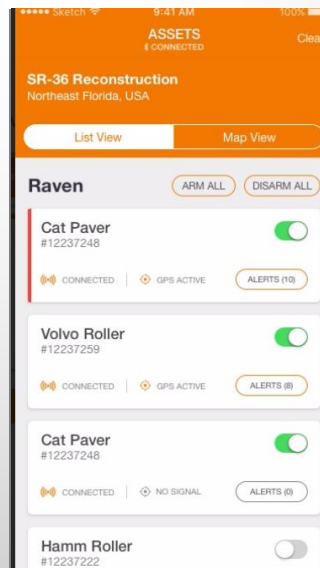 Sketch 9:41 AM 100%
ASSETS
CONNECTED
Clea
SR-36 Reconstruction
Northeast Florida, USA
List View Map View
Raven ARM ALL DISARM ALL
Cat Paver
#12237248
CONNECTED GPS ACTIVE ALERTS (10)
Volvo Roller
#12237259
CONNECTED GPS ACTIVE ALERTS (8)
Cat Paver
#12237248
CONNECTED NO SIGNAL ALERTS (0)
Hamm Roller
#12237222